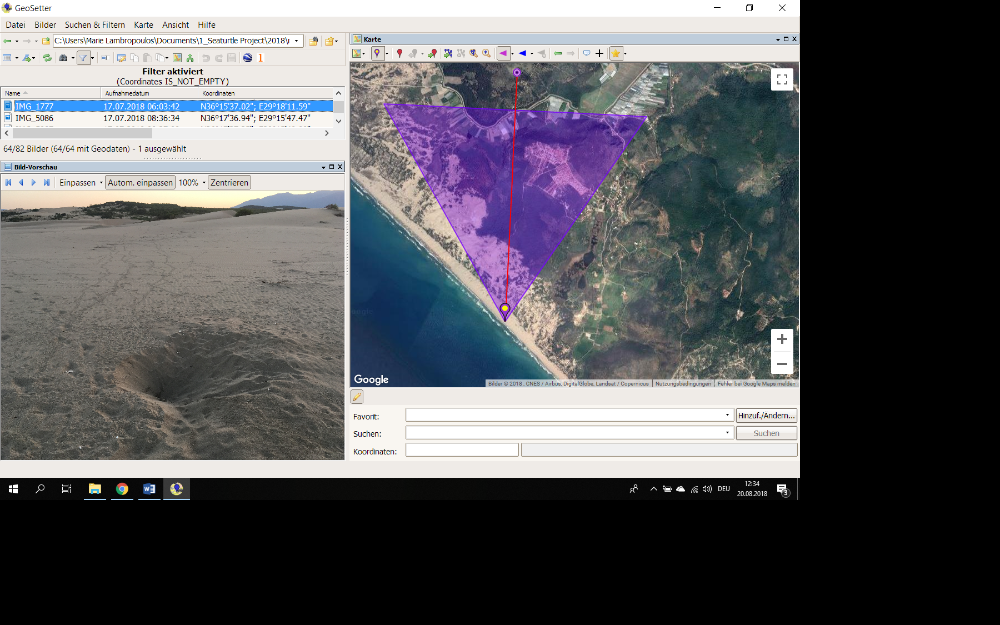 GeoSetter
Datei Bilder Suchen & Filtern Karte Ansicht Hilfe
C:\Users\Marie Lambropoulos\Documents\1_Seaturtle Project\2018\
Filter aktiviert
(Coordinates IS_NOT_EMPTY)
Name Aufnahmedatum Koordinaten
IMG_1777 17.07.2018 06:03:42 N36°15'37.02"; E29°18'11.59"
IMG_5086 17.07.2018 08:36:34 N36°17'36.94"; E29°15'47.47"
64/82 Bilder (64/64 mit Geodaten) - 1 ausgewählt
Bild-Vorschau
Einpassen Autom. einpassen 100% Zentrieren
Karte
Google
Bilder © 2018 , CNES / Airbus, DigitalGlobe, Landsat / Copernicus Nutzungsbedingungen Fehler bei Google Maps melden
Favorit: Hinzuf./Ändern...
Suchen: Suchen
Koordinaten:
DEU 12:34
20.08.2018 3